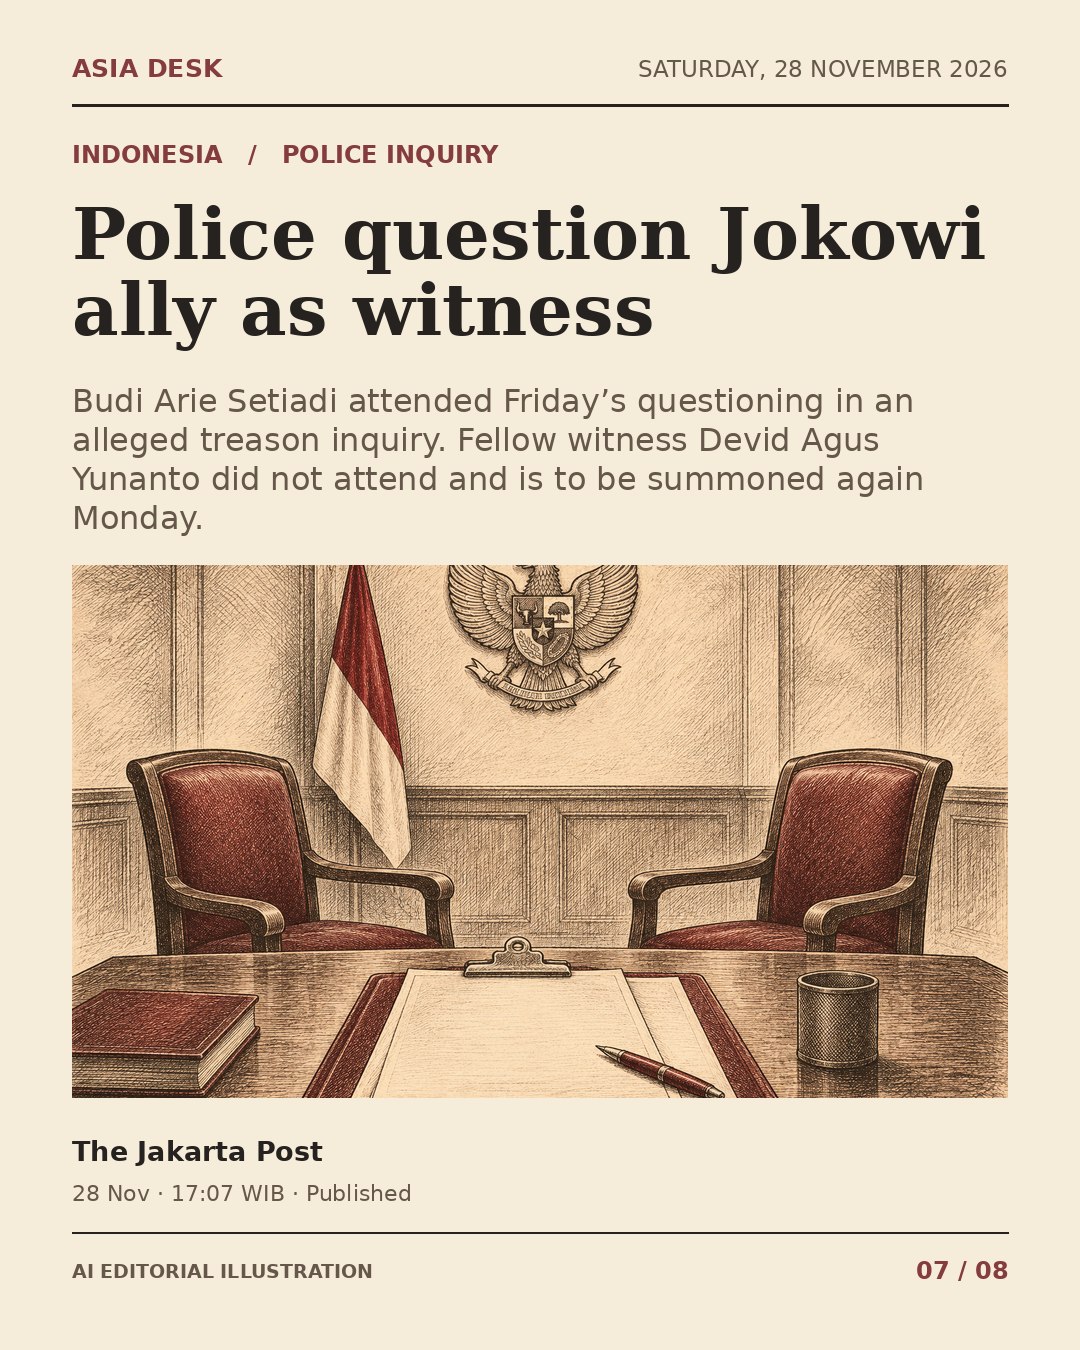 ASIA DESK
SATURDAY, 28 NOVEMBER 2026
INDONESIA / POLICE INQUIRY
Police question Jokowi
ally as witness
Budi Arie Setiadi attended Friday’s questioning in an
alleged treason inquiry. Fellow witness Devid Agus
Yunanto did not attend and is to be summoned again
Monday.
The Jakarta Post
28 Nov · 17:07 WIB · Published
AI EDITORIAL ILLUSTRATION
07 / 08